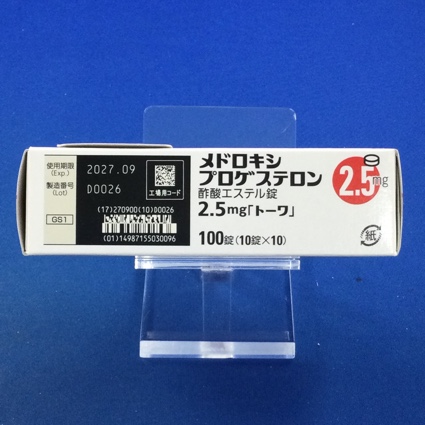 使用期限
(Exp.)
2027.09
製造番号
(Lot)
D0026
工場用コード
GS1
(17)270900(10)D0026
(01)14987155030096
メドロキシ
プロゲステロン
酢酸エステル錠
2.5mg「トーワ」
100錠(10錠×10)
2.5mg
紙